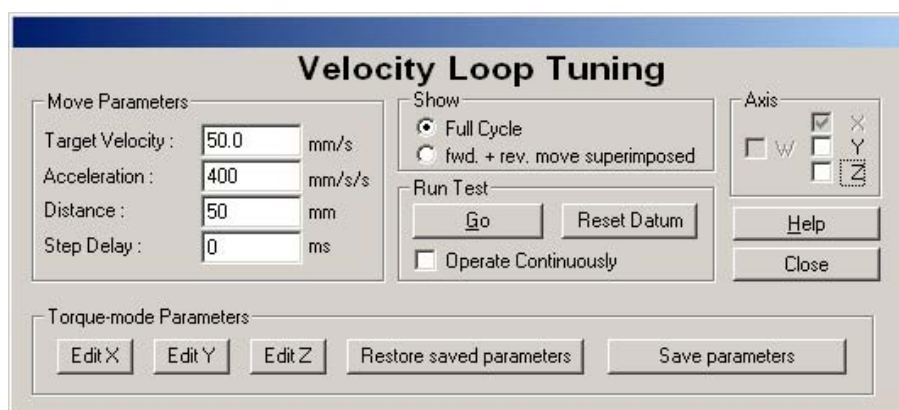 Velocity Loop Tuning
Move Parameters
Target Velocity : 50.0 mm/s
Acceleration : 400 mm/s/s
Distance : 50 mm
Step Delay : 0 ms
Show
Full Cycle
fwd. + rev. move superimposed
Run Test
Go Reset Datum
Operate Continuously
Axis
X
W Y
Z
Help
Close
Torque-mode Parameters
Edit X Edit Y Edit Z Restore saved parameters Save parameters